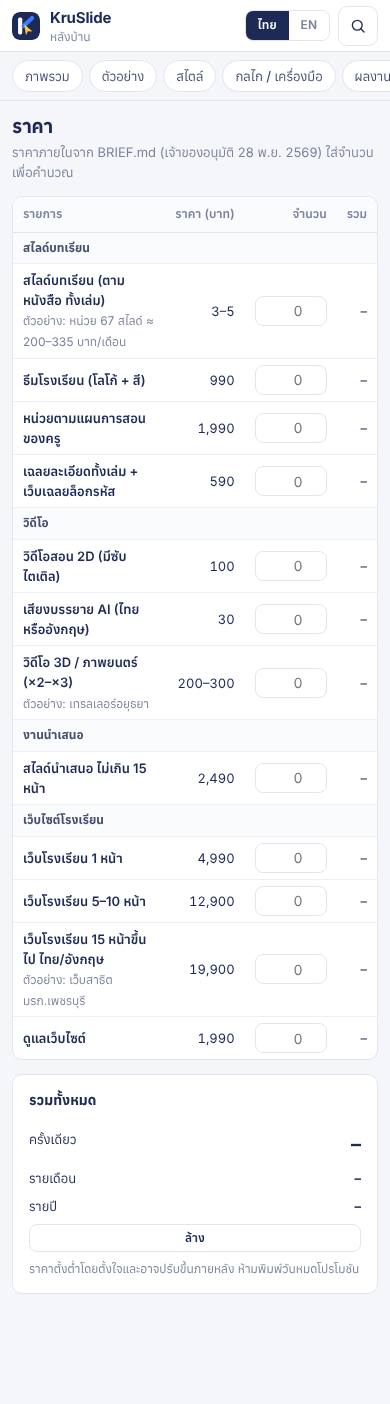 KruSlide
หลังบ้าน
ไทย
EN
ภาพรวม
ตัวอย่าง
สไตล์
กลไก / เครื่องมือ
ผลงาน
ราคา
ราคาภายในจาก BRIEF.md (เจ้าของอนุมัติ 28 พ.ย. 2569) ใส่จำนวน
เพื่อคำนวณ
รายการ ราคา (บาท) จำนวน รวม
สไลด์บทเรียน
สไลด์บทเรียน (ตาม
หนังสือ ทั้งเล่ม)
ตัวอย่าง: หน่วย 67 สไลด์ ≈
200–335 บาท/เดือน
3–5 0 –
ธีมโรงเรียน (โลโก้ + สี) 990 0 –
หน่วยตามแผนการสอน
ของครู
1,990 0 –
เฉลยละเอียดทั้งเล่ม +
เว็บเฉลยล็อกรหัส
590 0 –
วิดีโอ
วิดีโอสอน 2D (มีซับ
ไตเติล)
100 0 –
เสียงบรรยาย AI (ไทย
หรืออังกฤษ)
30 0 –
วิดีโอ 3D / ภาพยนตร์
(×2–×3)
ตัวอย่าง: เทรลเลอร์อยุธยา
200–300 0 –
งานนำเสนอ
สไลด์นำเสนอ ไม่เกิน 15
หน้า
2,490 0 –
เว็บไซต์โรงเรียน
เว็บโรงเรียน 1 หน้า 4,990 0 –
เว็บโรงเรียน 5–10 หน้า 12,900 0 –
เว็บโรงเรียน 15 หน้าขึ้น
ไป ไทย/อังกฤษ
ตัวอย่าง: เว็บสาธิต
มรภ.เพชรบุรี
19,900 0 –
ดูแลเว็บไซต์ 1,990 0 –
รวมทั้งหมด
ครั้งเดียว –
รายเดือน –
รายปี –
ล้าง
ราคาตั้งต่ำโดยตั้งใจและอาจปรับขึ้นภายหลัง ห้ามพิมพ์วันหมดโปรโมชัน